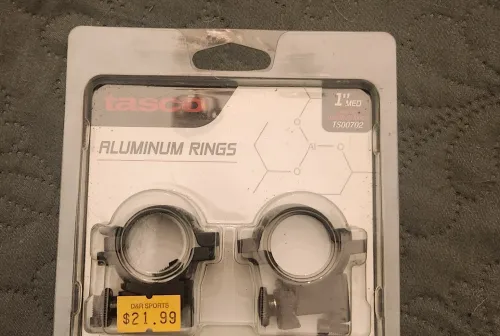 tasco
1" MED
TS00702
ALUMINUM RINGS
Al
O
O
O
D&R SPORTS
$21.99